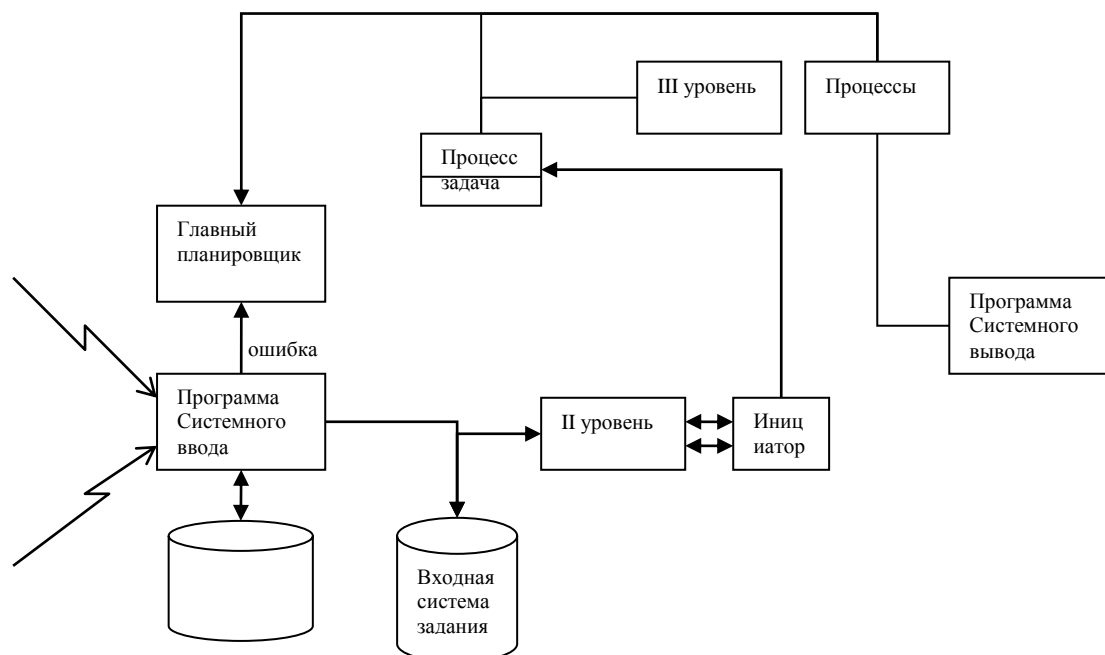 III уровень
Процессы
Процесс
задача
Главный
планировщик
Программа
Системного
вывода
ошибка
Программа
Системного
ввода
II уровень
Иниц
иатор
Входная
система
задания